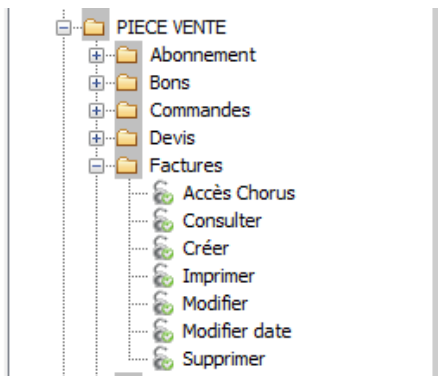 PIECE VENTE
Abonnement
Bons
Commandes
Devis
Factures
Accès Chorus
Consulter
Créer
Imprimer
Modifier
Modifier date
Supprimer